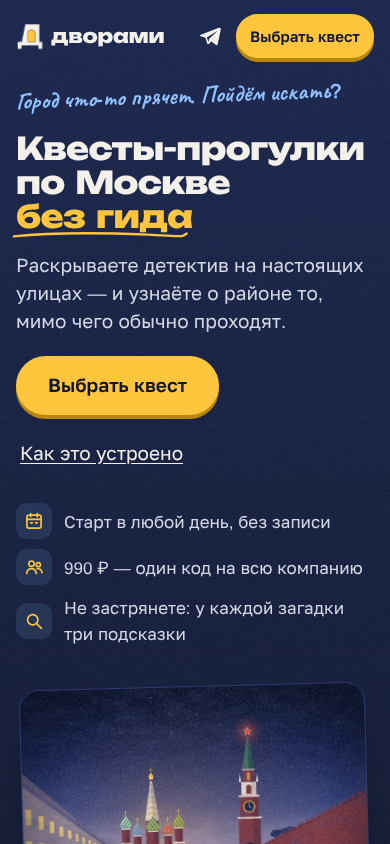 дворами
Выбрать квест
Город что-то прячет. Пойдём искать?
Квесты-прогулки
по Москве
без гида
Раскрываете детектив на настоящих
улицах — и узнаёте о районе то,
мимо чего обычно проходят.
Выбрать квест
Как это устроено
Старт в любой день, без записи
990 ₽ — один код на всю компанию
Не застрянете: у каждой загадки
три подсказки